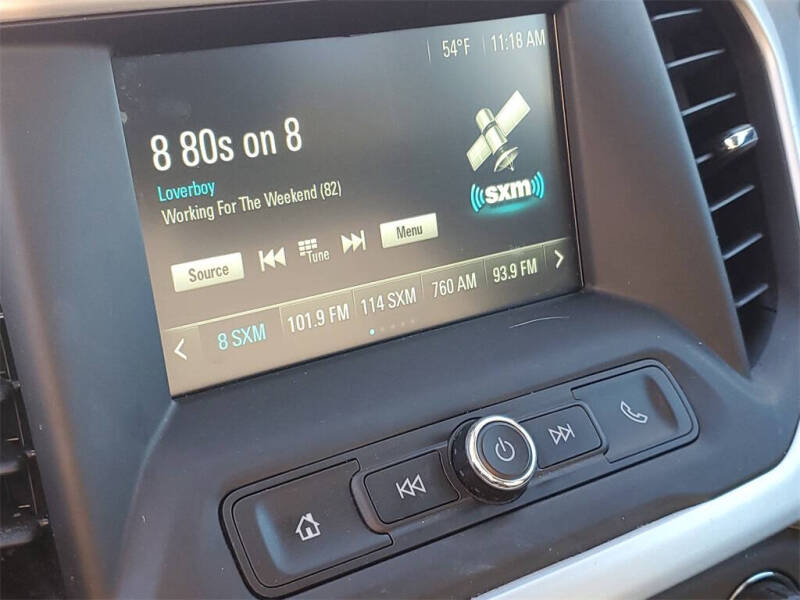 54°F 11:18 AM
8 80s on 8
Loverboy
Working For The Weekend (82)
sxm
Source Tune Menu
8 SXM 101.9 FM 114 SXM 760 AM 93.9 FM